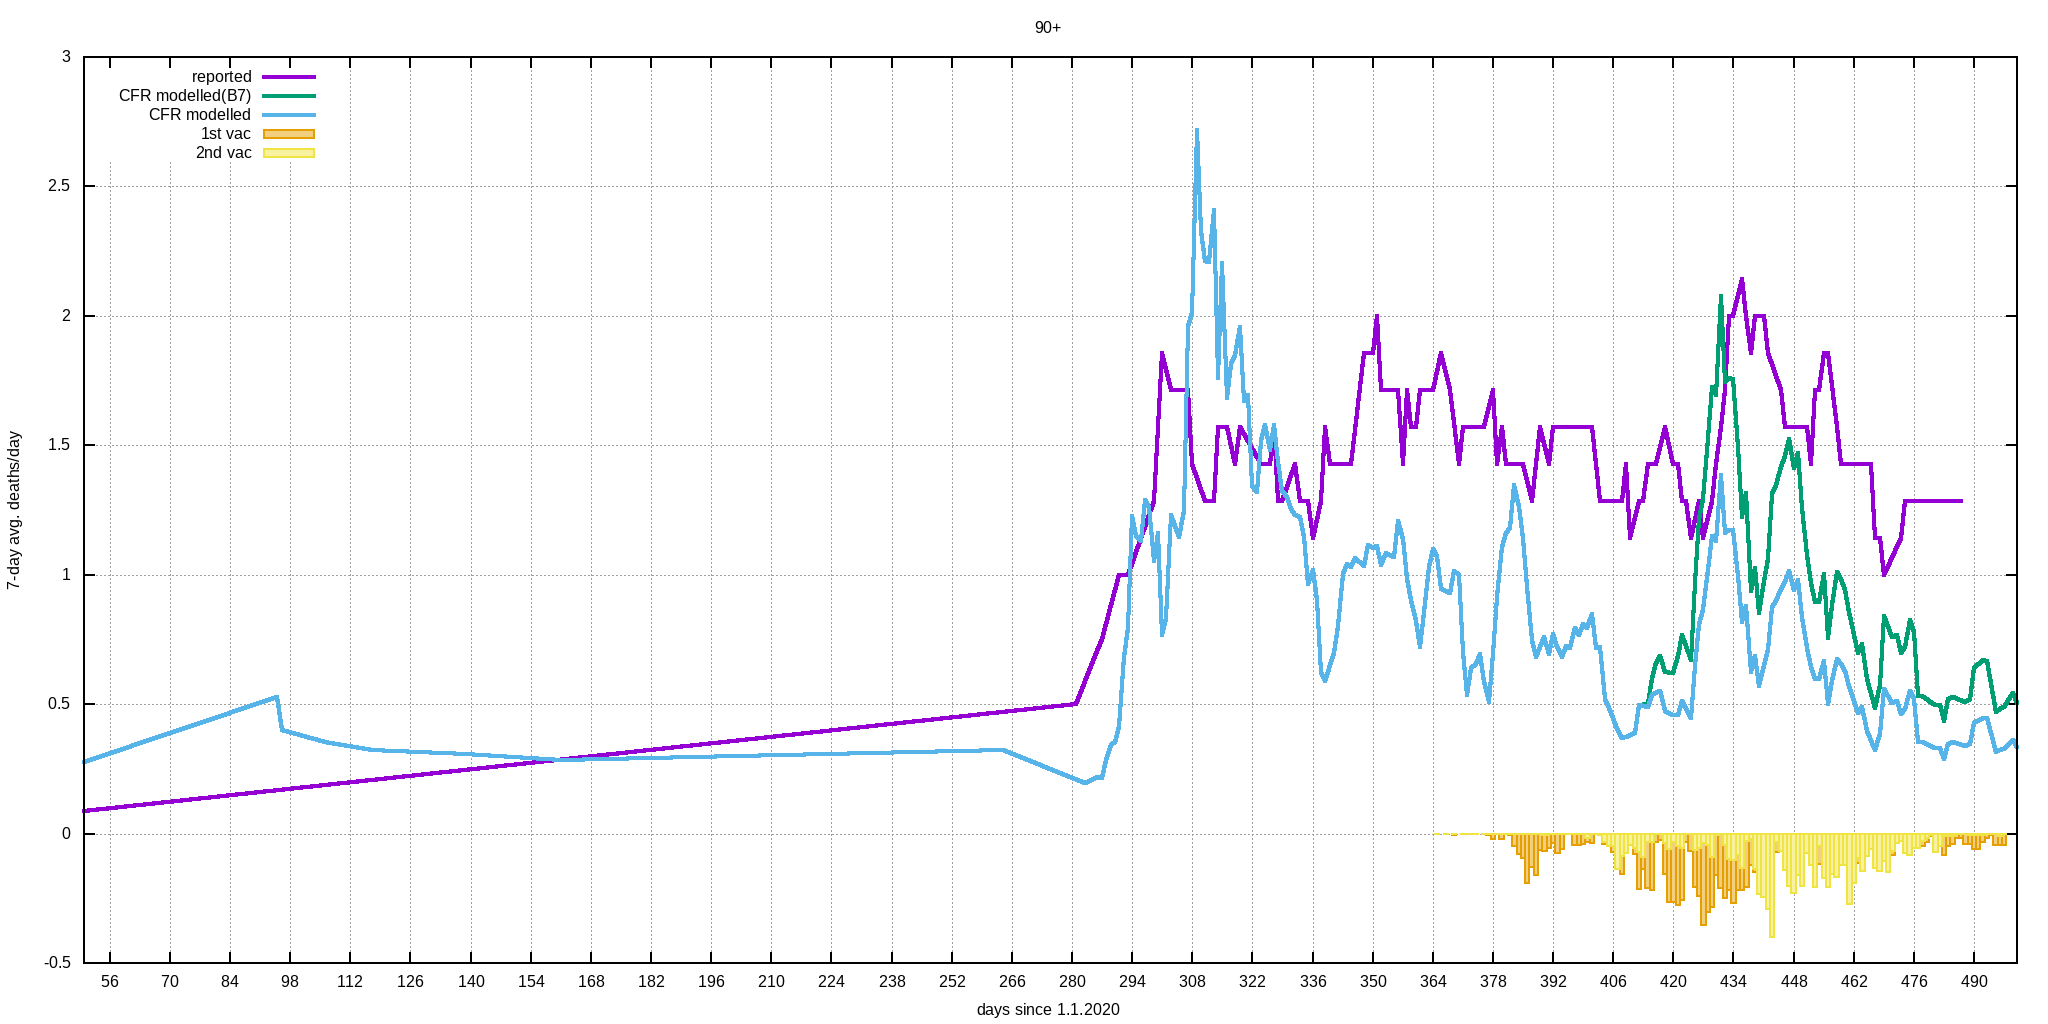 90+
3
reported
CFR modelled(B7)
CFR modelled
1st vac
2nd vac
2.5
2
1.5
7-day avg. deaths/day
1
0.5
0
-0.5
56 70 84 98 112 126 140 154 168 182 196 210 224 238 252 266 280 294 308 322 336 350 364 378 392 406 420 434 448 462 476 490
days since 1.1.2020